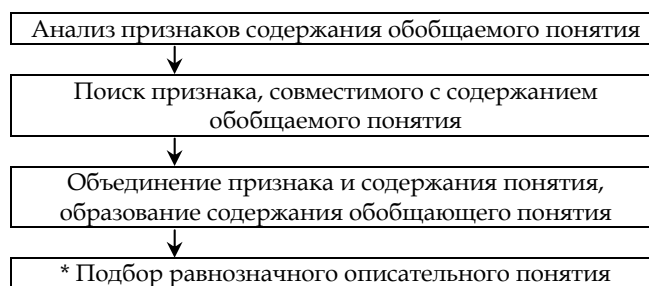 Анализ признаков содержания обобщаемого понятия
Поиск признака, совместимого с содержанием
обобщаемого понятия
Объединение признака и содержания понятия,
образование содержания обобщающего понятия
* Подбор равнозначного описательного понятия